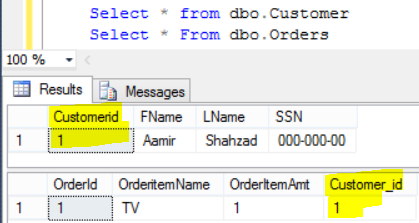 Select * from dbo.Customer
Select * From dbo.Orders
100 %
Results Messages
Customerid FName LName SSN
1 1 Aamir Shahzad 000-000-00
OrderId OrderitemName OrderItemAmt Customer_id
1 1 TV 1 1